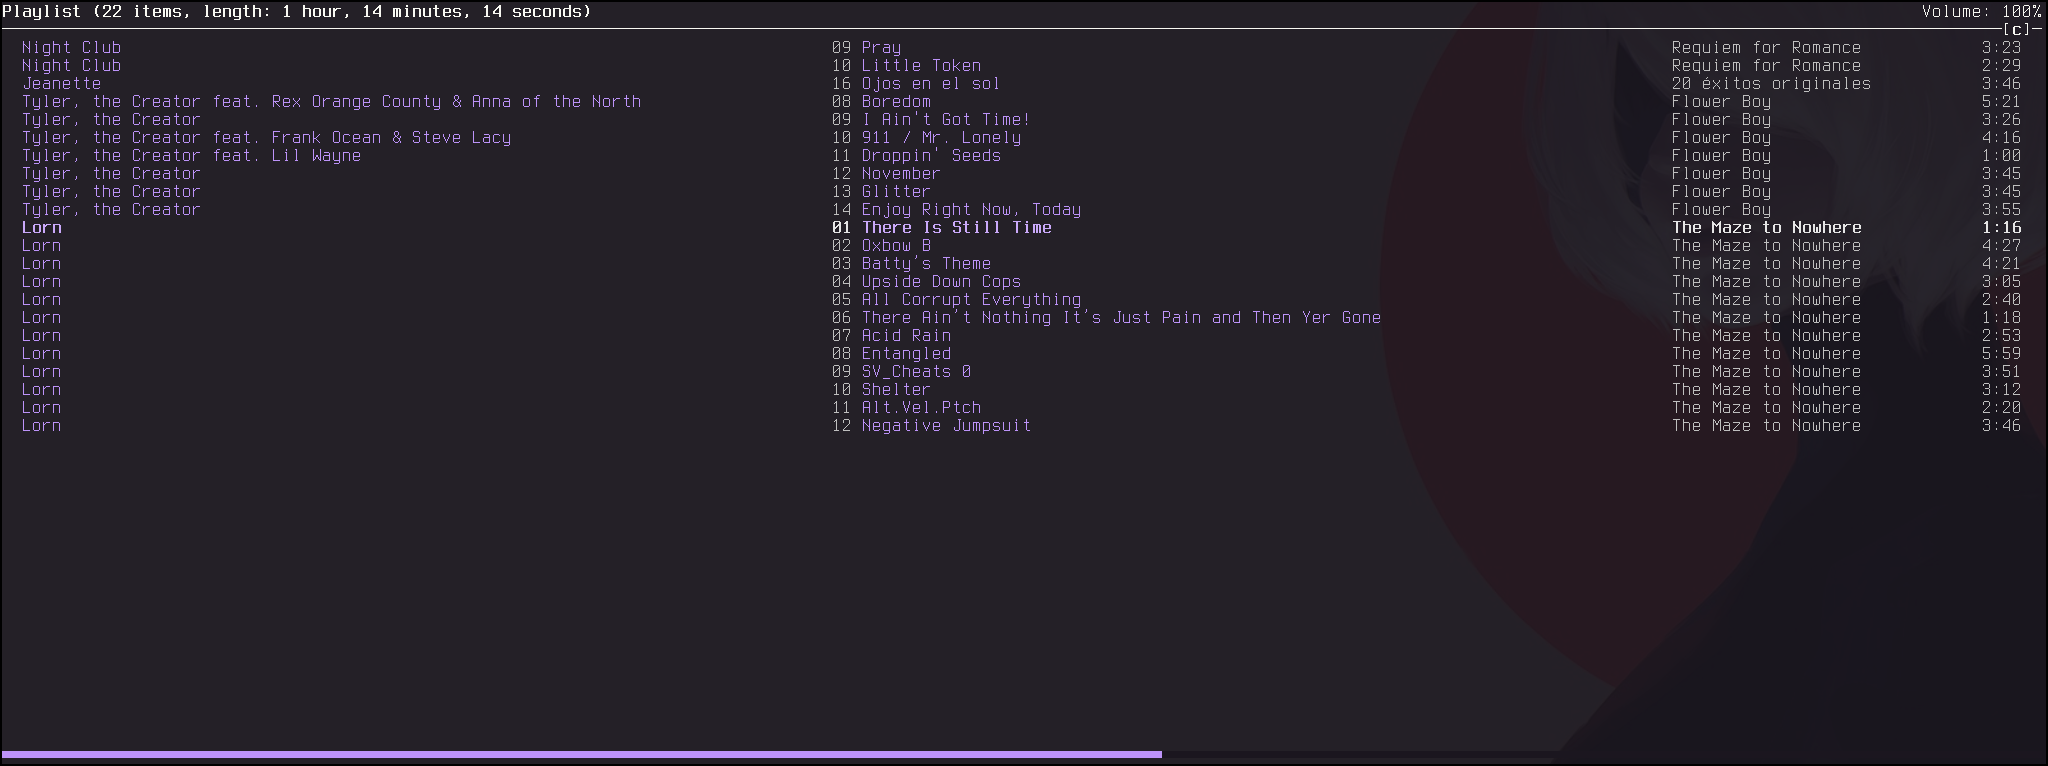 Playlist (22 items, length: 1 hour, 14 minutes, 14 seconds) Volume: 100%
[c]
Night Club 09 Pray Requiem for Romance 3:23
Night Club 10 Little Token Requiem for Romance 2:29
Jeanette 16 Ojos en el sol 20 éxitos originales 3:46
Tyler, the Creator feat. Rex Orange County & Anna of the North 08 Boredom Flower Boy 5:21
Tyler, the Creator 09 I Ain't Got Time! Flower Boy 3:26
Tyler, the Creator feat. Frank Ocean & Steve Lacy 10 911 / Mr. Lonely Flower Boy 4:16
Tyler, the Creator feat. Lil Wayne 11 Droppin' Seeds Flower Boy 1:00
Tyler, the Creator 12 November Flower Boy 3:45
Tyler, the Creator 13 Glitter Flower Boy 3:45
Tyler, the Creator 14 Enjoy Right Now, Today Flower Boy 3:55
Lorn 01 There Is Still Time The Maze to Nowhere 1:16
Lorn 02 Oxbow B The Maze to Nowhere 4:27
Lorn 03 Batty’s Theme The Maze to Nowhere 4:21
Lorn 04 Upside Down Cops The Maze to Nowhere 3:05
Lorn 05 All Corrupt Everything The Maze to Nowhere 2:40
Lorn 06 There Ain’t Nothing It’s Just Pain and Then Yer Gone The Maze to Nowhere 1:18
Lorn 07 Acid Rain The Maze to Nowhere 2:53
Lorn 08 Entangled The Maze to Nowhere 5:59
Lorn 09 SV_Cheats 0 The Maze to Nowhere 3:51
Lorn 10 Shelter The Maze to Nowhere 3:12
Lorn 11 Alt.Vel.Ptch The Maze to Nowhere 2:20
Lorn 12 Negative Jumpsuit The Maze to Nowhere 3:46